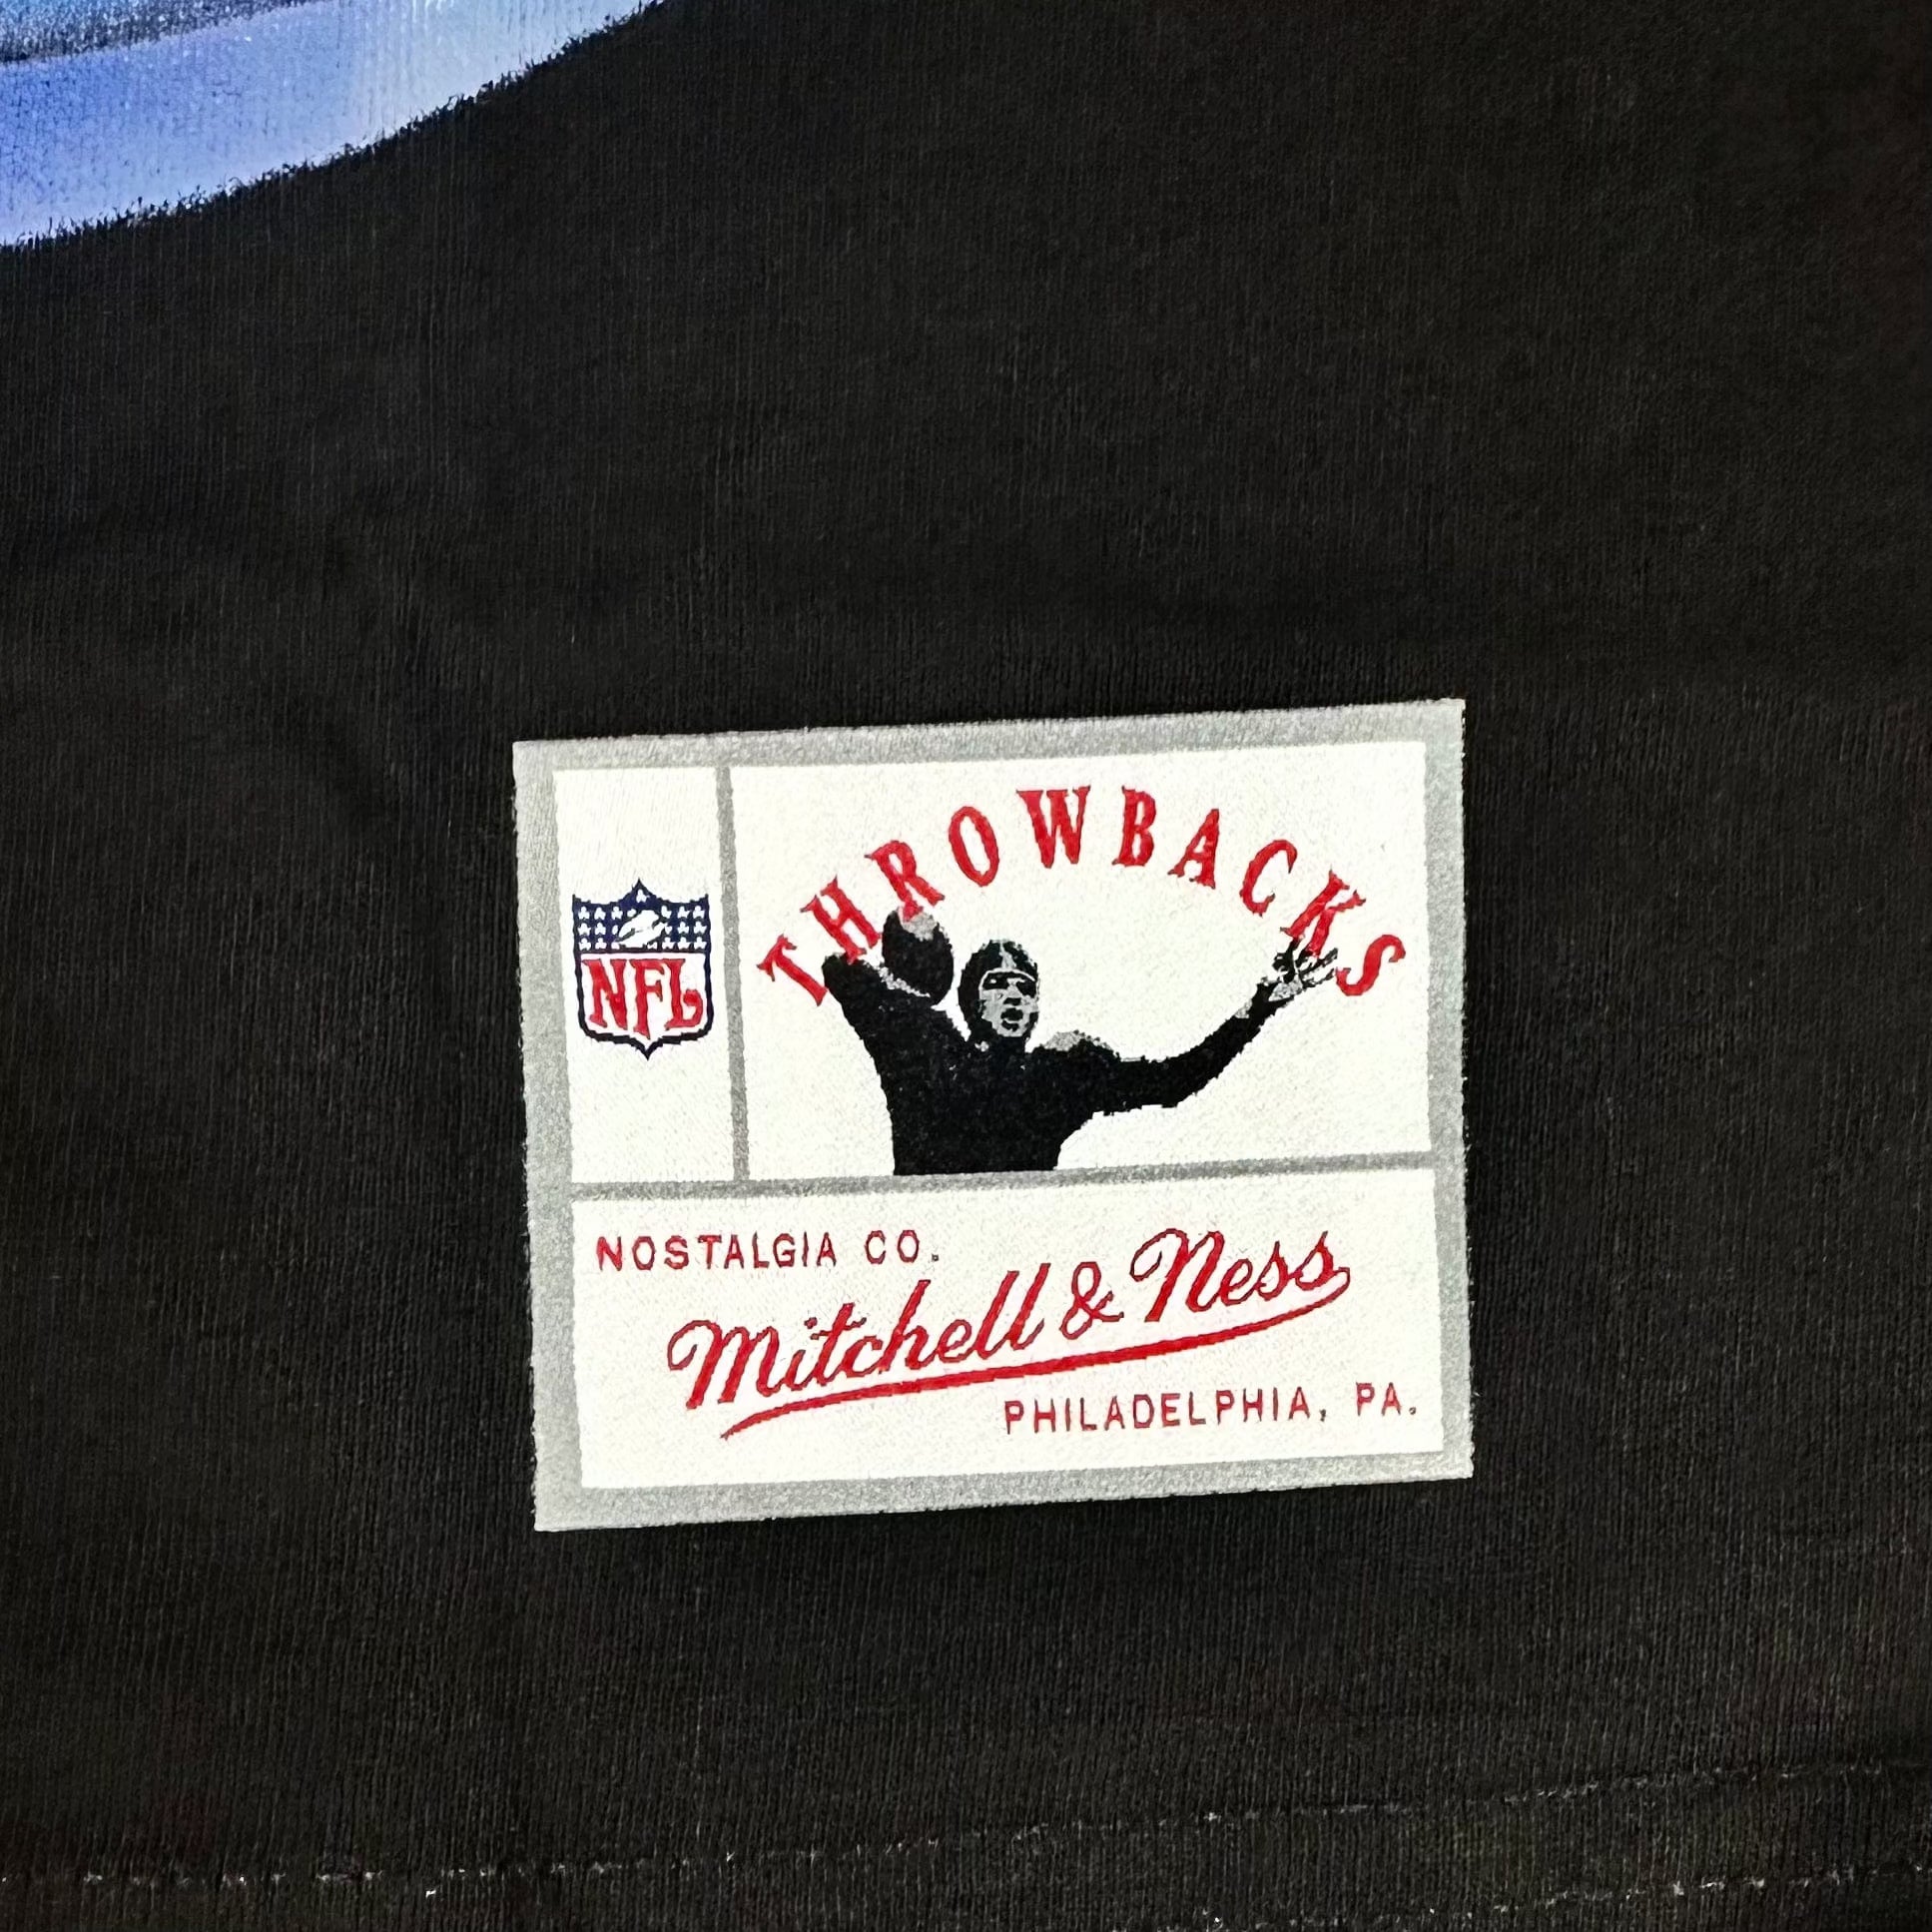 THROWBACKS
NFL
NOSTALGIA CO.
Mitchell & Ness
PHILADELPHIA, PA.